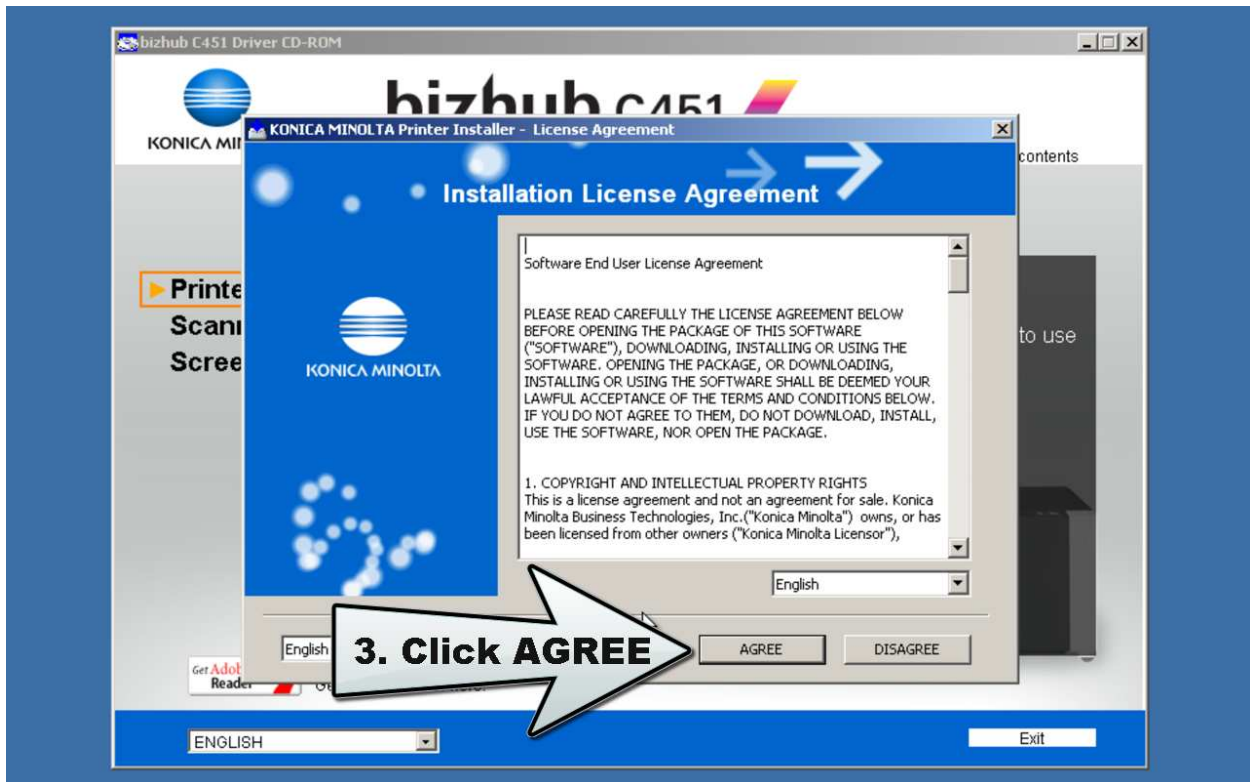 bizhub C451 Driver CD-ROM
bizhub C451
KONICA
contents
KONICA MINOLTA Printer Installer - License Agreement
Installation License Agreement
KONICA MINOLTA
Software End User License Agreement
PLEASE READ CAREFULLY THE LICENSE AGREEMENT BELOW
BEFORE OPENING THE PACKAGE OF THIS SOFTWARE
("SOFTWARE"), DOWNLOADING, INSTALLING OR USING THE
SOFTWARE. OPENING THE PACKAGE, OR DOWNLOADING,
INSTALLING OR USING THE SOFTWARE SHALL BE DEEMED YOUR
LAWFUL ACCEPTANCE OF THE TERMS AND CONDITIONS BELOW.
IF YOU DO NOT AGREE TO THEM, DO NOT DOWNLOAD, INSTALL,
USE THE SOFTWARE, NOR OPEN THE PACKAGE.
1. COPYRIGHT AND INTELLECTUAL PROPERTY RIGHTS
This is a license agreement and not an agreement for sale. Konica
Minolta Business Technologies, Inc.("Konica Minolta") owns, or has
been licensed from other owners ("Konica Minolta Licensor"),
to use
English
English
3. Click AGREE
AGREE
DISAGREE
Get
Reader
ENGLISH
Exit